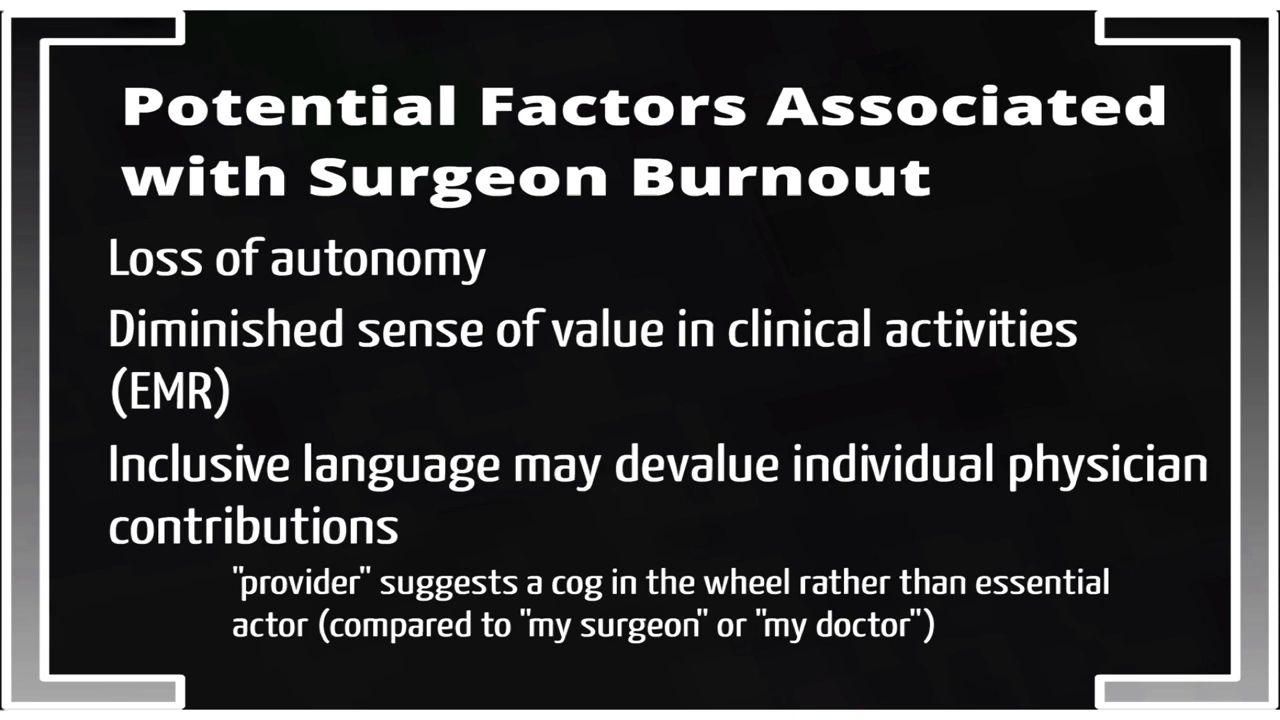 Potential Factors Associated
with Surgeon Burnout
Loss of autonomy
Diminished sense of value in clinical activities
(EMR)
Inclusive language may devalue individual physician
contributions
"provider" suggests a cog in the wheel rather than essential
actor (compared to "my surgeon" or "my doctor")